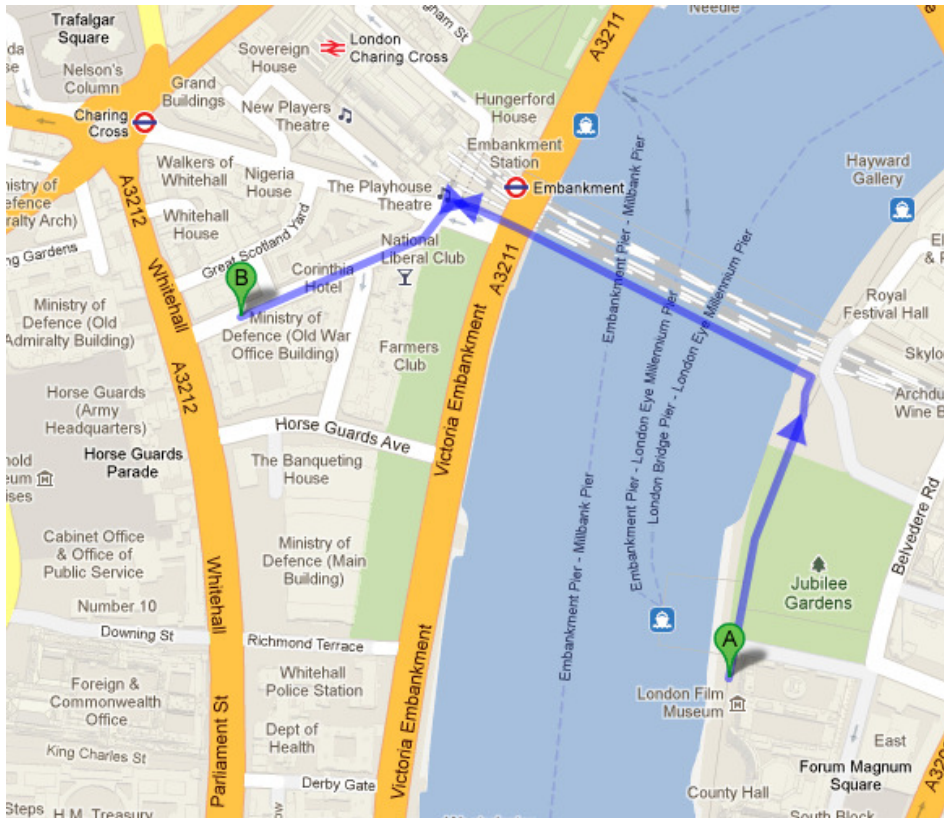 Trafalgar
Square
Nelson's
Column
Charing
Cross
Grand
Buildings
Sovereign
House
London
Charing Cross
New Players
Theatre
Needle
A3211
Hungerford
House
Embankment
Station
Embankment
Walkers of
Whitehall
Nigeria
House
The Playhouse
Theatre
Whitehall
House
Great Scotland Yard
A3212
Whitehall
A3212
Hayward
Gallery
Royal
Festival Hall
National
Liberal Club
Corinthia
Hotel
B
Ministry of
Defence (Old War
Office Building)
Ministry of
Defence (Old
Admiralty Building)
Farmers
Club
A3211
Victoria Embankment
Embankment Pier - Millbank Pier
Embankment Pier - London Eye Millennium Pier
London Bridge Pier - London Eye Millennium Pier
Horse Guards
(Army
Headquarters)
Horse Guards
Parade
Horse Guards Ave
The Banqueting
House
Cabinet Office
& Office of
Public Service
Ministry of
Defence (Main
Building)
Whitehall
Embankment Pier - Millbank Pier
Belvedere Rd
Jubilee
Gardens
Number 10
Downing St
Richmond Terrace
Victoria Embankment
A
London Film
Museum
Foreign &
Commonwealth
Office
Whitehall
Police Station
Parliament St
Dept of
Health
King Charles St
Derby Gate
East
Forum Magnum
Square
County Hall
South Block
Steps
H.M. Treasury